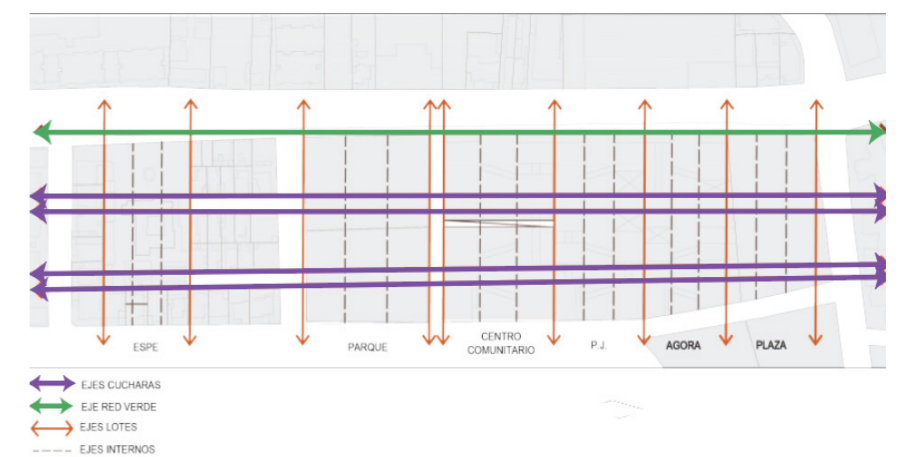 ESPE
PARQUE
CENTRO
COMUNITARIO
P.J.
AGORA
PLAZA
EJES CUCHARAS
EJE RED VERDE
EJES LOTES
EJES INTERNOS